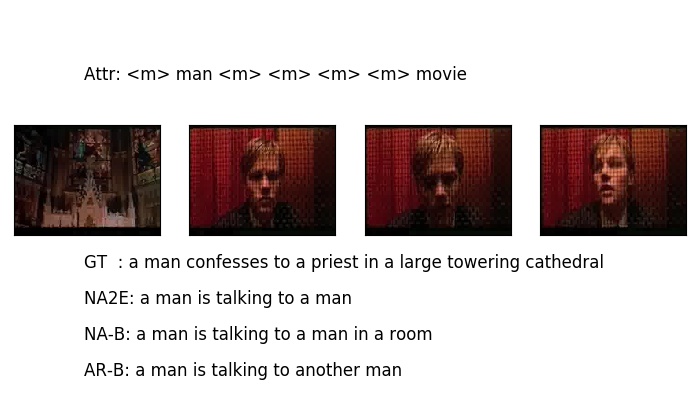 Attr: <m> man <m> <m> <m> <m> movie
GT : a man confesses to a priest in a large towering cathedral
NA2E: a man is talking to a man
NA-B: a man is talking to a man in a room
AR-B: a man is talking to another man